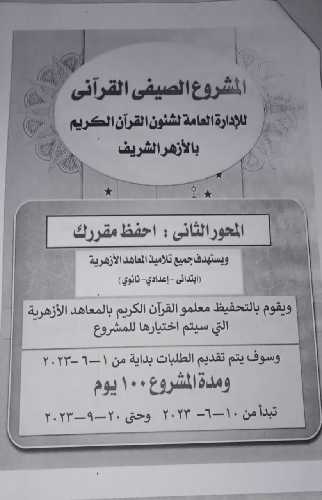 المشروع الصيفى القرآنى
للإدارة العامة لشئون القرآن الكريم
بالأزهر الشريف
المحور الثانى : احفظ مقررك
ويستهدف جميع تلاميذ المعاهد الأزهرية
(ابتدائى -إعدادي- ثانوي)
ويقوم بالتحفيظ معلمو القرآن الكريم بالمعاهد الأزهرية
التي سيتم اختيارها للمشروع
وسوف يتم تقديم الطلبات بداية من ١-٦-٢٠٢٣
ومدة المشروع ١٠٠ يوم
تبدأ من ١٠-٦- ٢٠٢٣ وحتى ٢٠-٩-٢٠٢٣